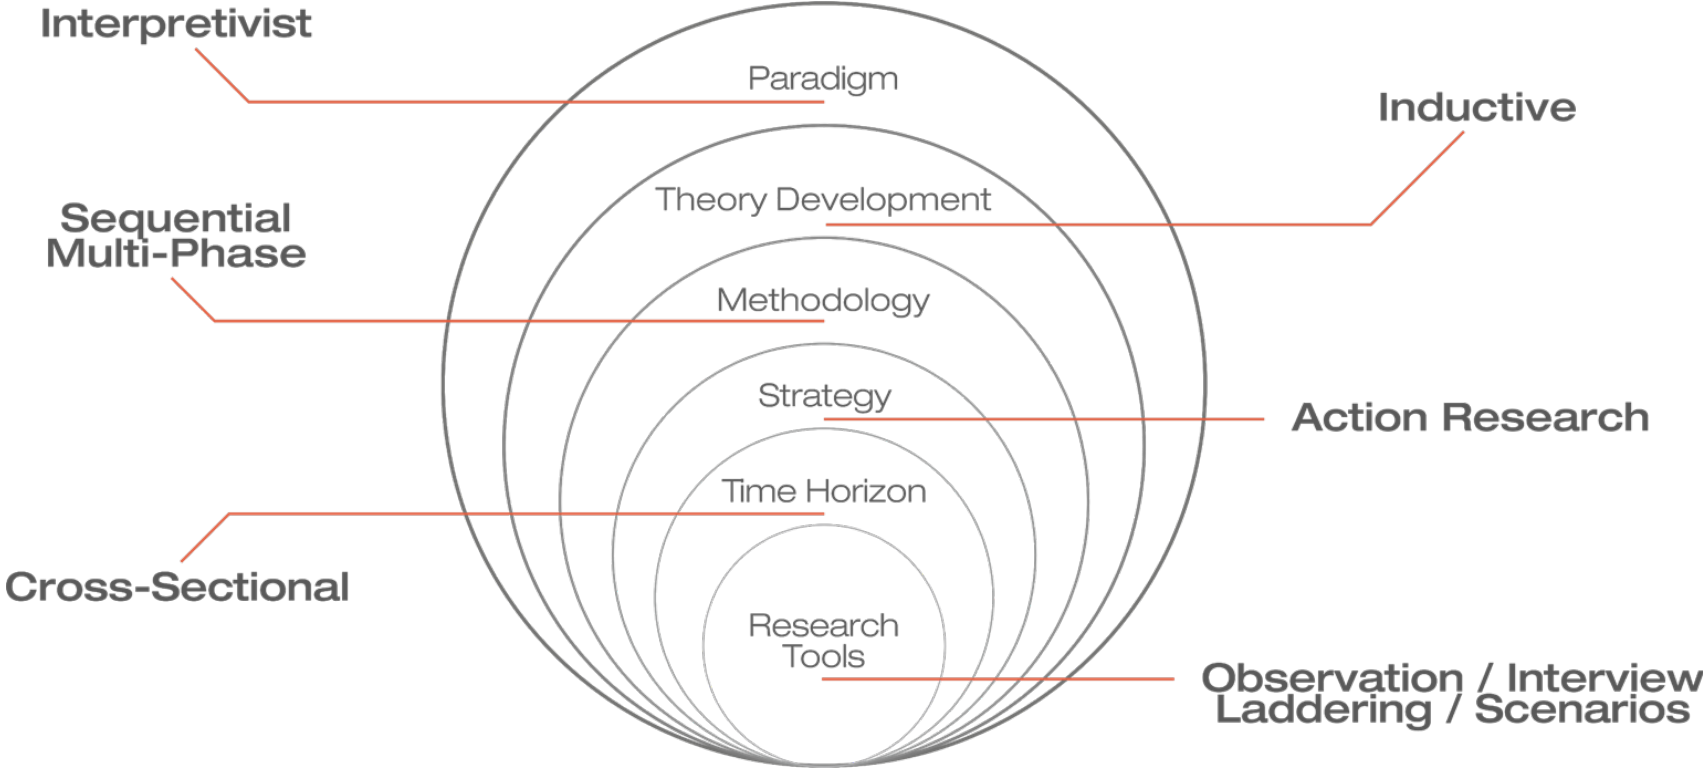 Interpretivist
Paradigm
Inductive
Theory Development
Sequential
Multi-Phase
Methodology
Strategy
Action Research
Time Horizon
Cross-Sectional
Research
Tools
Observation / Interview
Laddering / Scenarios